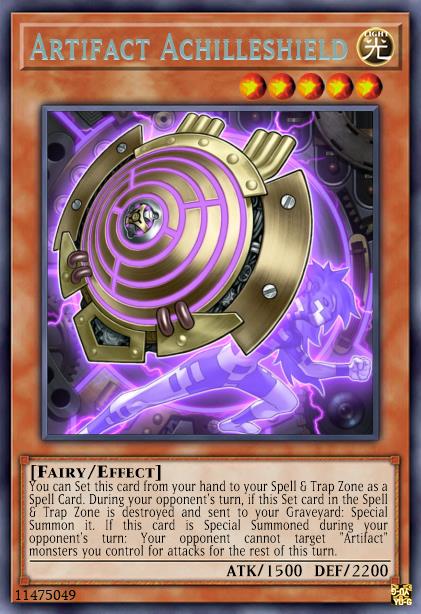 Artifact Achilleshield
LIGHT
光
[Fairy/Effect]
You can Set this card from your hand to your Spell & Trap Zone as a
Spell Card. During your opponent's turn, if this Set card in the Spell
& Trap Zone is destroyed and sent to your Graveyard: Special
Summon it. If this card is Special Summoned during your
opponent's turn: Your opponent cannot target "Artifact"
monsters you control for attacks for the rest of this turn.
ATK/1500 DEF/2200
11475049